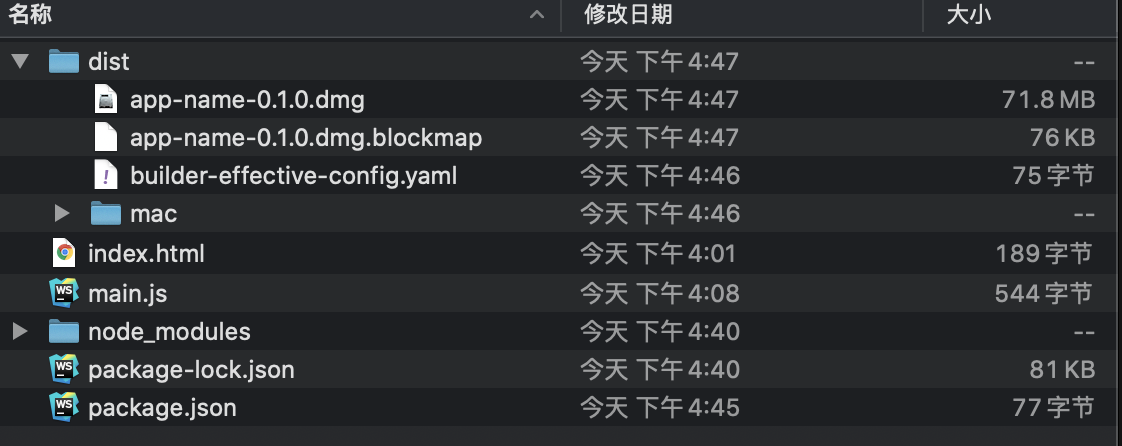 名称 修改日期 大小
dist 今天 下午 4:47 --
app-name-0.1.0.dmg 今天 下午 4:47 71.8 MB
app-name-0.1.0.dmg.blockmap 今天 下午 4:47 76 KB
builder-effective-config.yaml 今天 下午 4:46 75 字节
mac 今天 下午 4:46 --
index.html 今天 下午 4:01 189 字节
main.js 今天 下午 4:08 544 字节
node_modules 今天 下午 4:40 --
package-lock.json 今天 下午 4:40 81 KB
package.json 今天 下午 4:45 77 字节